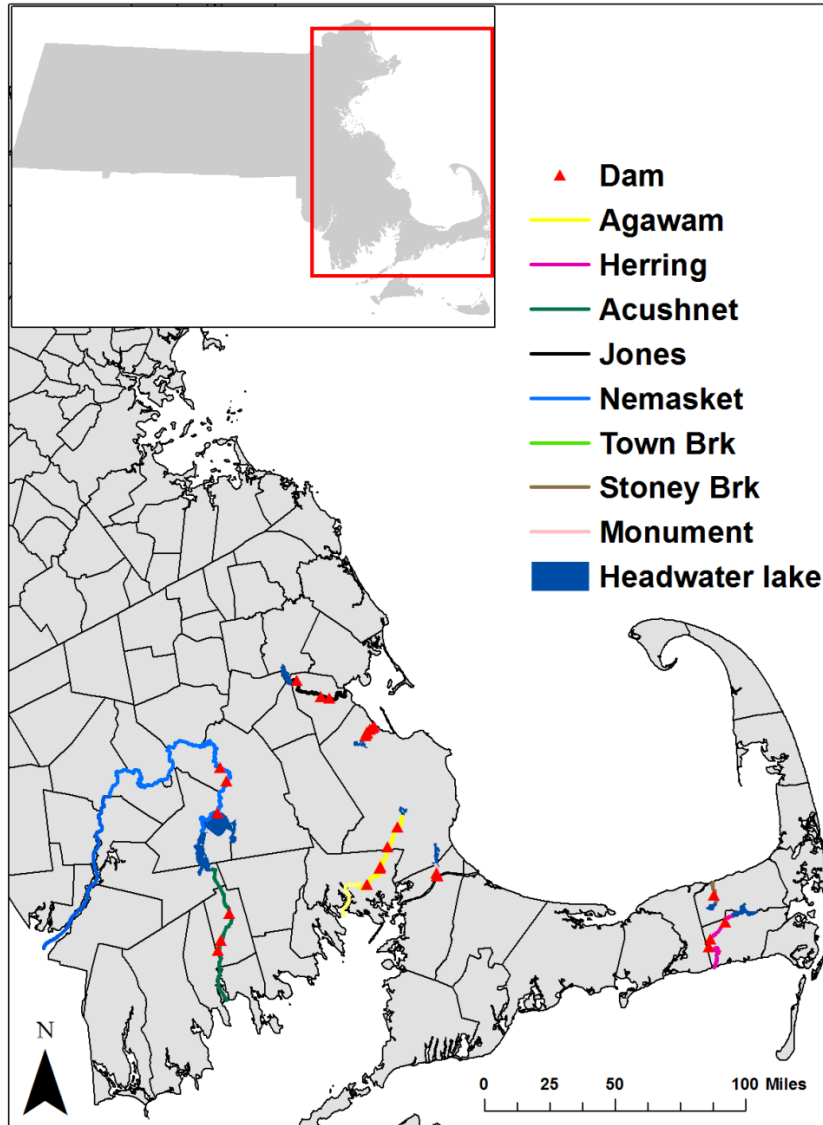 Dam
Agawam
Herring
Acushnet
Jones
Nemasket
Town Brk
Stoney Brk
Monument
Headwater lake
N
0 25 50 100 Miles